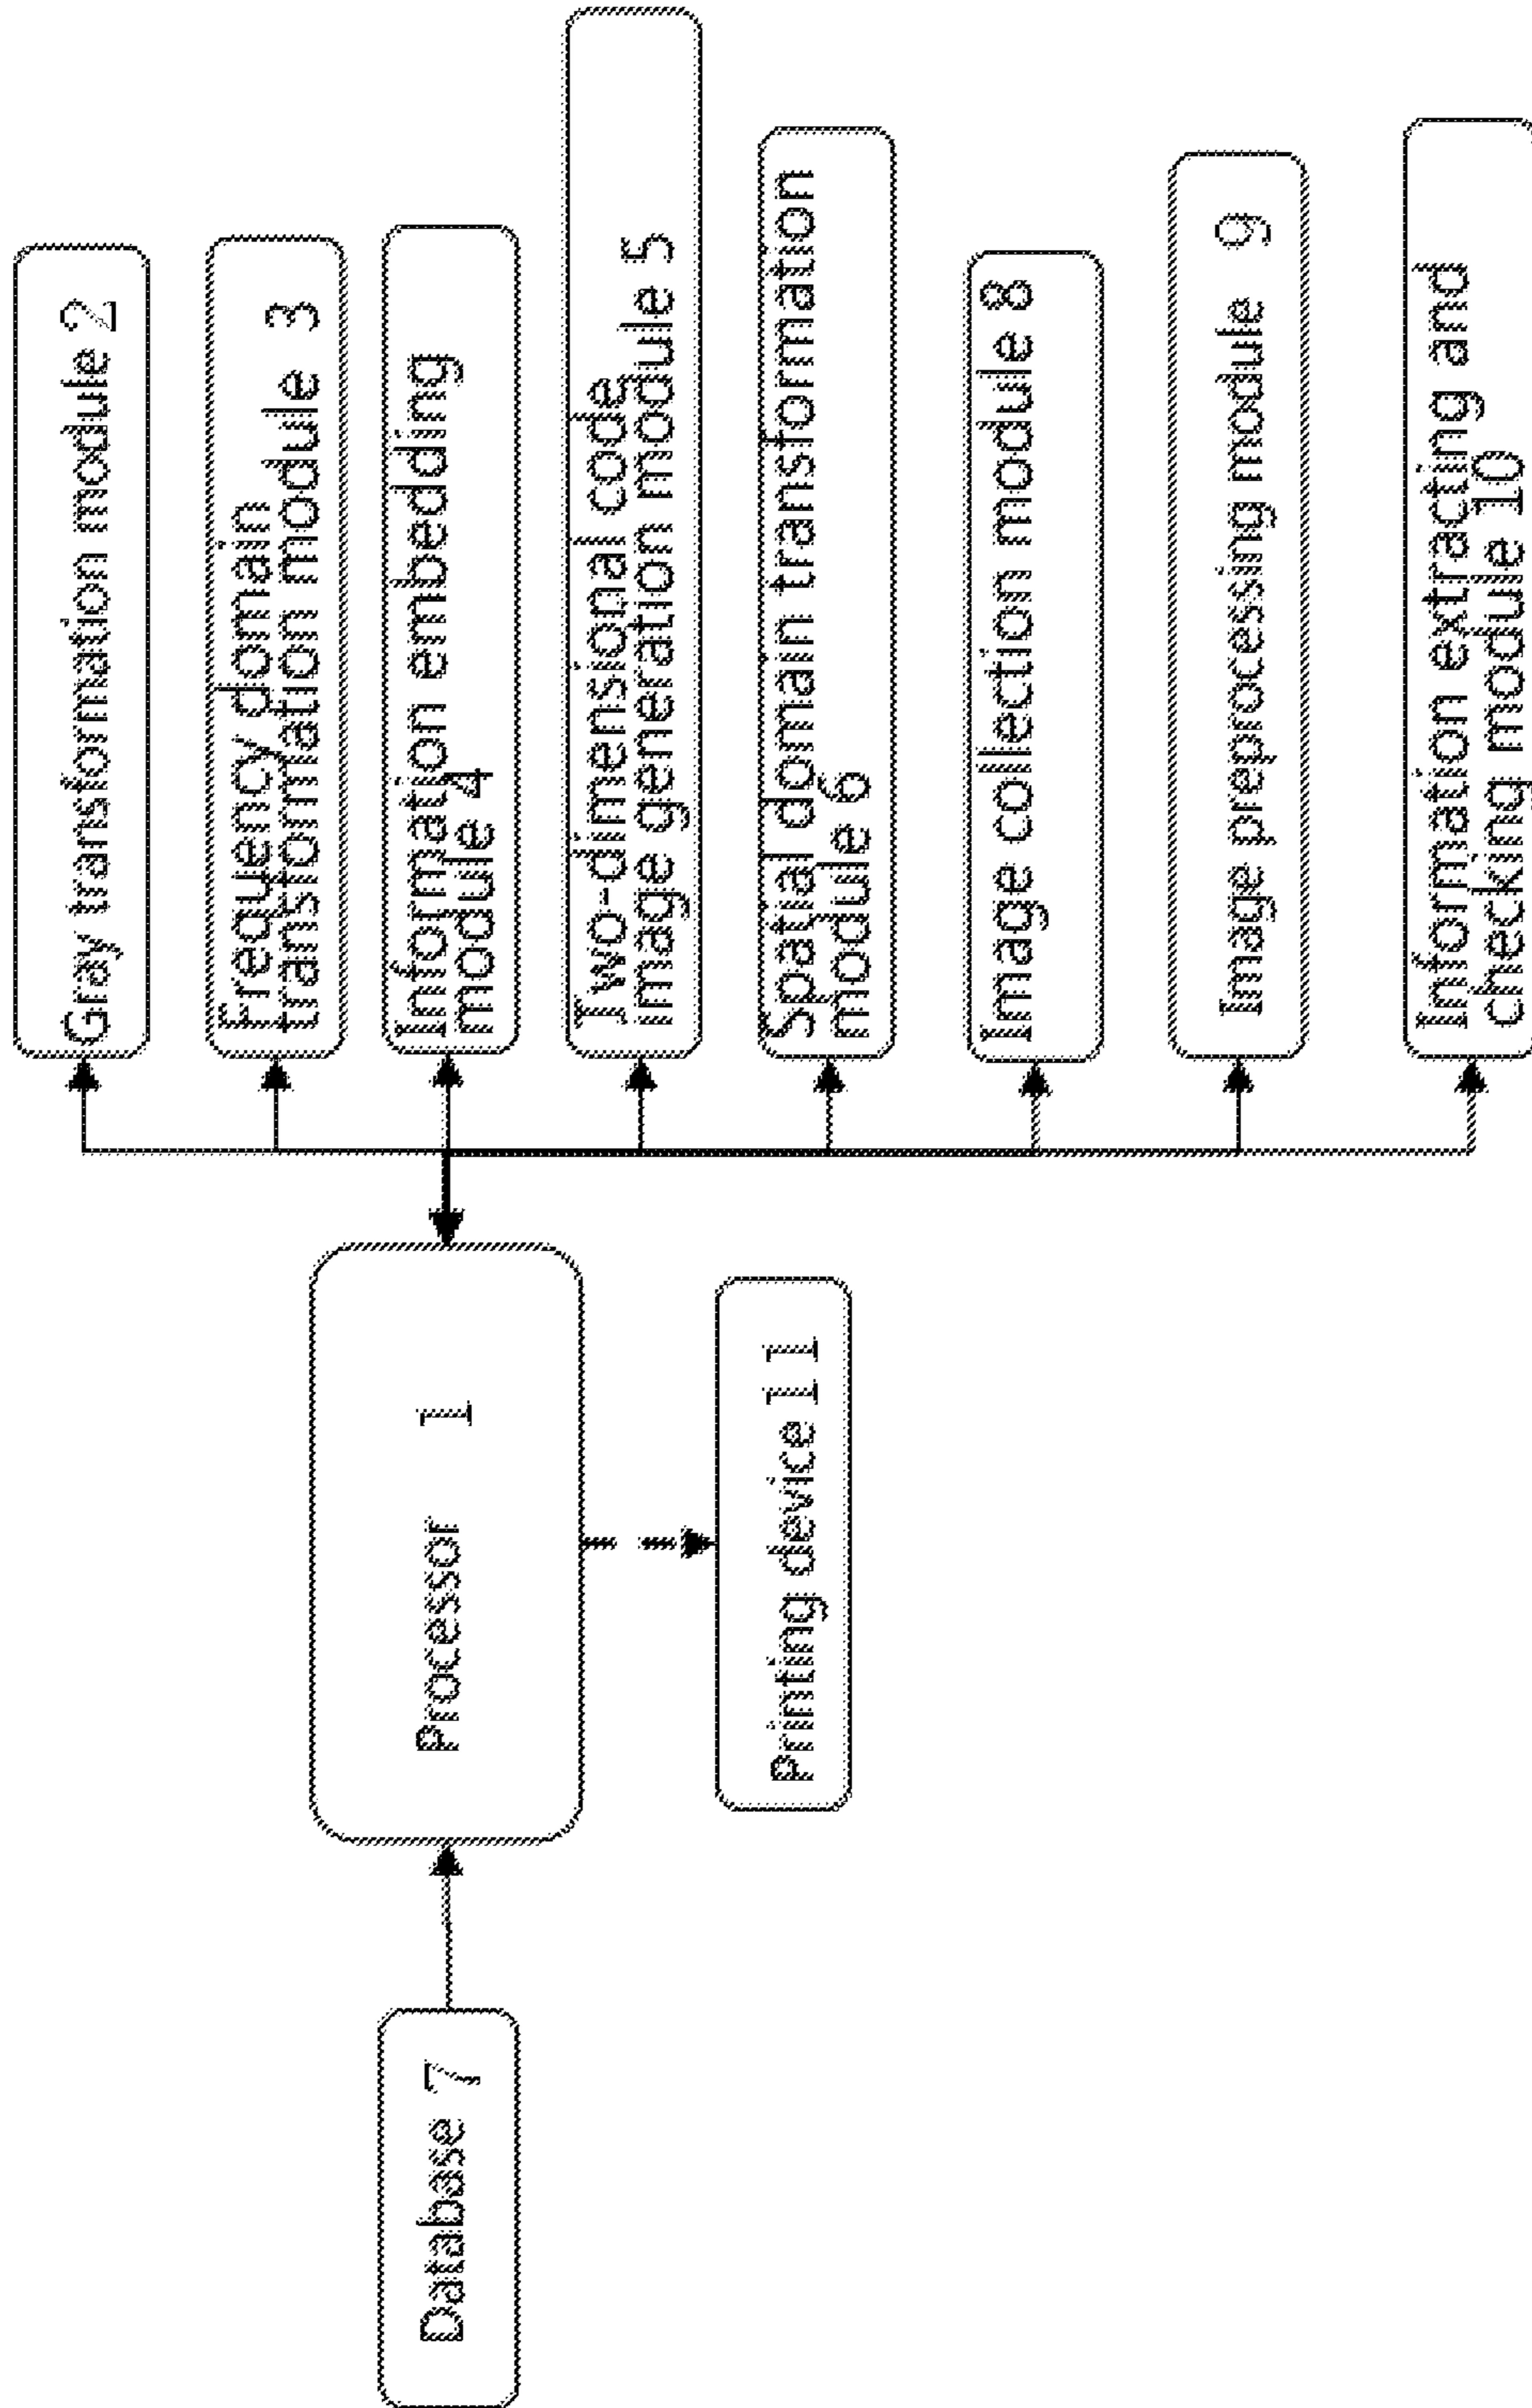 Database 7
Processor 1
Printing device 11
Gray transformation module 2
Frequency domain
transformation module 3
Information embedding
module 4
Two-dimensional code
image generation module 5
Spatial domain transformation
module 6
Image collection module 8
Image preprocessing module 9
Information extracting and
checking module 10